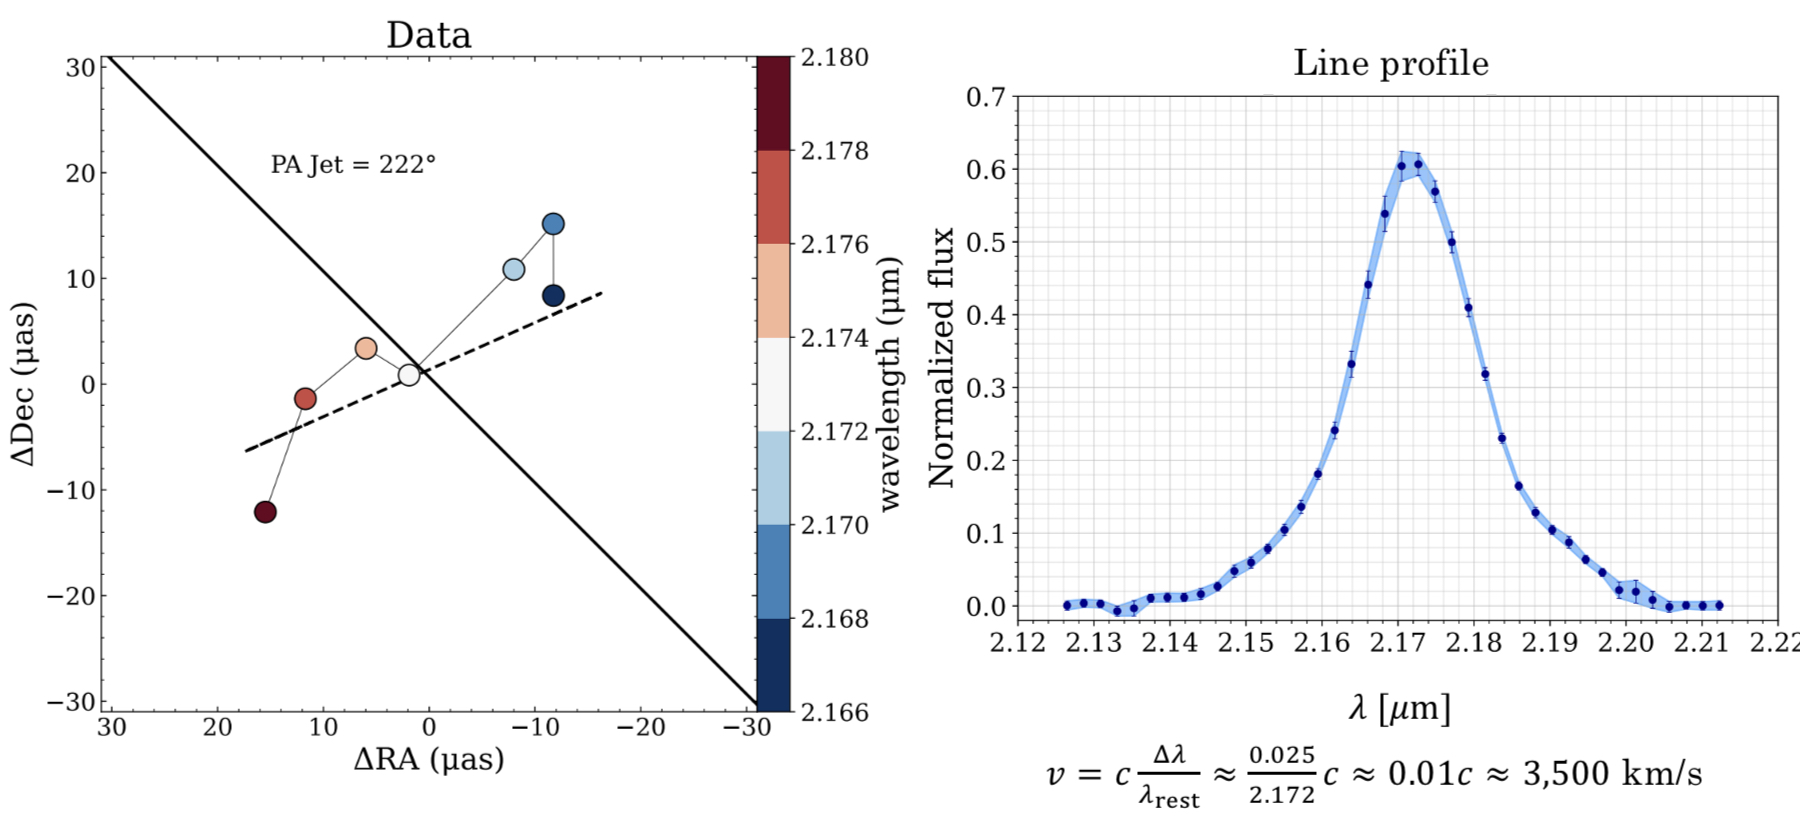 Data
30
20
10
0
−10
−20
−30
ΔDec (μas)
PA Jet = 222°
30 20 10 0 −10 −20 −30
ΔRA (μas)
2.180
2.178
2.176
2.174
2.172
2.170
2.168
2.166
wavelength (μm)
Line profile
0.7
0.6
0.5
0.4
0.3
0.2
0.1
0.0
Normalized flux
2.12 2.13 2.14 2.15 2.16 2.17 2.18 2.19 2.20 2.21 2.22
λ [μm]
v = c Δλ/λrest ≈ 0.025/2.172 c ≈ 0.01c ≈ 3,500 km/s